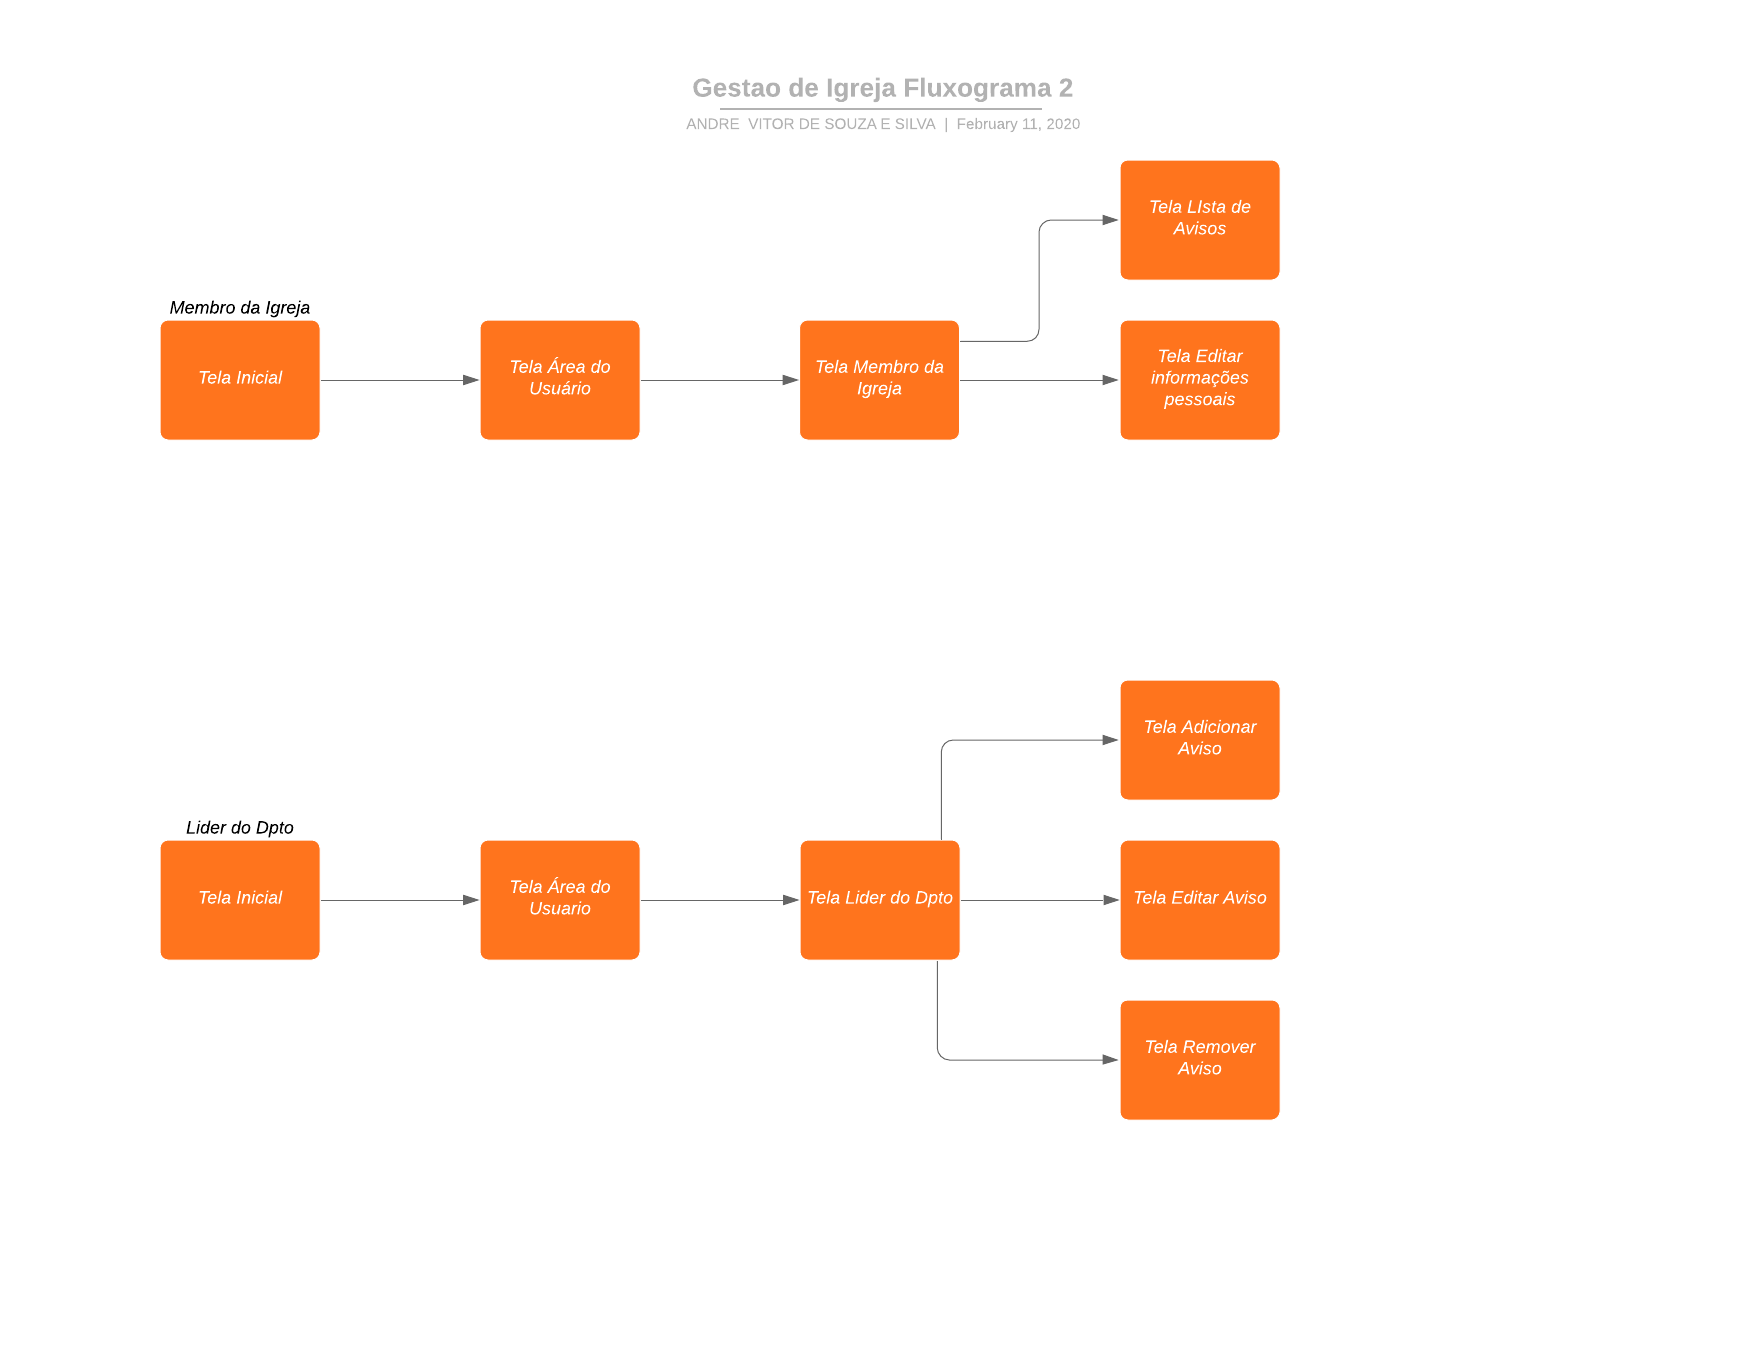 Gestao de Igreja Fluxograma 2
ANDRE  VITOR DE SOUZA E SILVA  |  February 11, 2020
Tela LIsta de
Avisos
Membro da Igreja
Tela Inicial
Tela Área do
Usuário
Tela Membro da
Igreja
Tela Editar
informações
pessoais
Tela Adicionar
Aviso
Lider do Dpto
Tela Inicial
Tela Área do
Usuario
Tela Lider do Dpto
Tela Editar Aviso
Tela Remover
Aviso